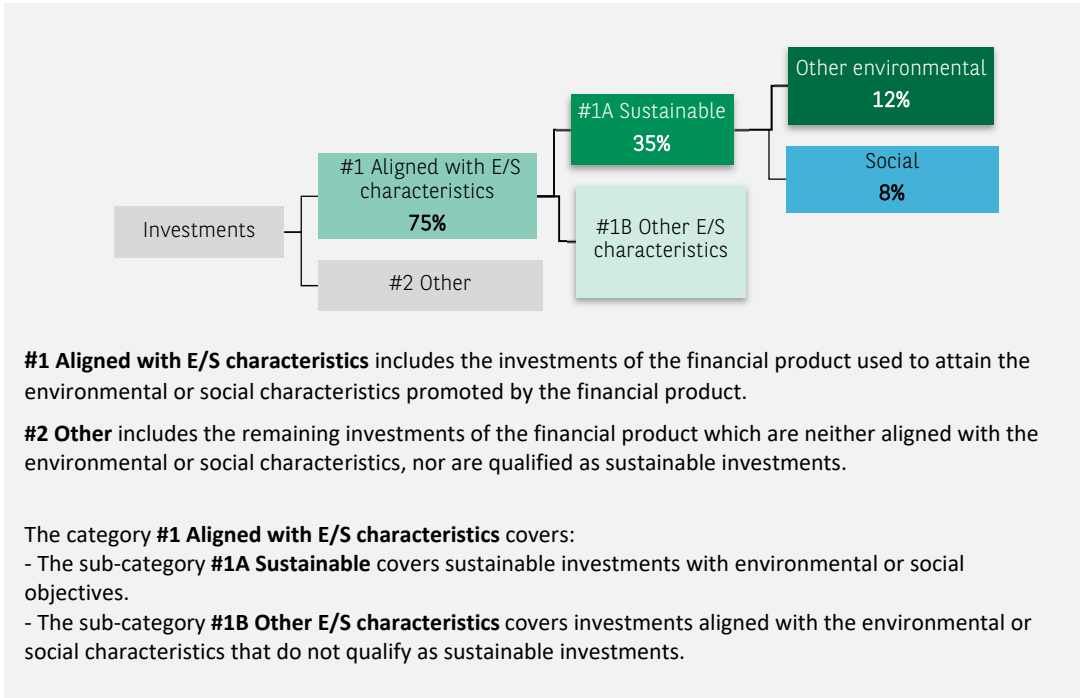 Other environmental
12%
#1A Sustainable
35%
Social
8%
#1 Aligned with E/S
characteristics
75%
Investments
#1B Other E/S
characteristics
#2 Other
#1 Aligned with E/S characteristics includes the investments of the financial product used to attain the
environmental or social characteristics promoted by the financial product.
#2 Other includes the remaining investments of the financial product which are neither aligned with the
environmental or social characteristics, nor are qualified as sustainable investments.
The category #1 Aligned with E/S characteristics covers:
- The sub-category #1A Sustainable covers sustainable investments with environmental or social
objectives.
- The sub-category #1B Other E/S characteristics covers investments aligned with the environmental or
social characteristics that do not qualify as sustainable investments.